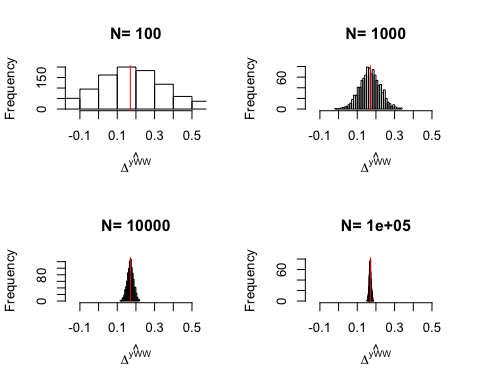 N= 100
Frequency
0 150
-0.1 0.1 0.3 0.5
Δ^yŴW
N= 1000
Frequency
0 60
-0.1 0.1 0.3 0.5
Δ^yŴW
N= 10000
Frequency
0 80
-0.1 0.1 0.3 0.5
Δ^yŴW
N= 1e+05
Frequency
0 60
-0.1 0.1 0.3 0.5
Δ^yŴW